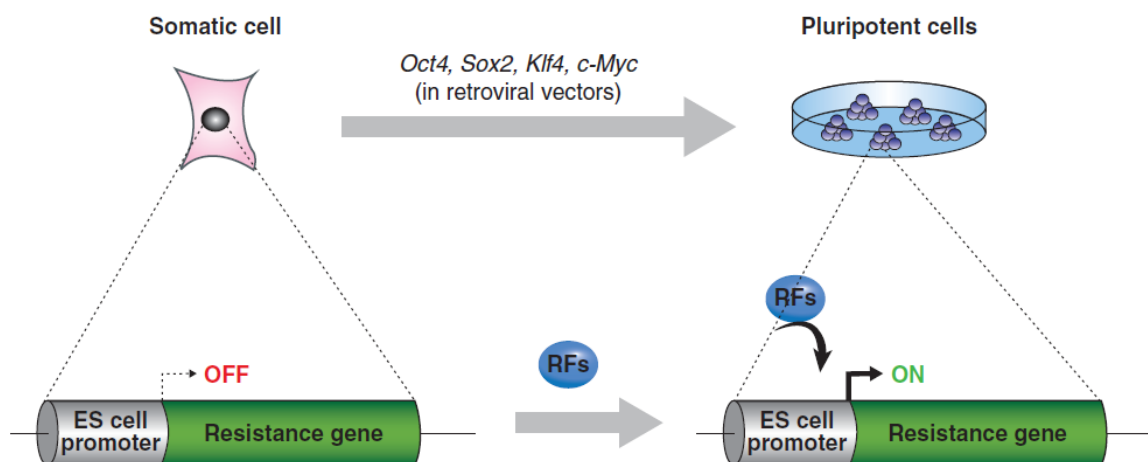 Somatic cell
Pluripotent cells
Oct4, Sox2, Klf4, c-Myc
(in retroviral vectors)
RFs
RFs
OFF
ON
ES cell
promoter
Resistance gene
ES cell
promoter
Resistance gene